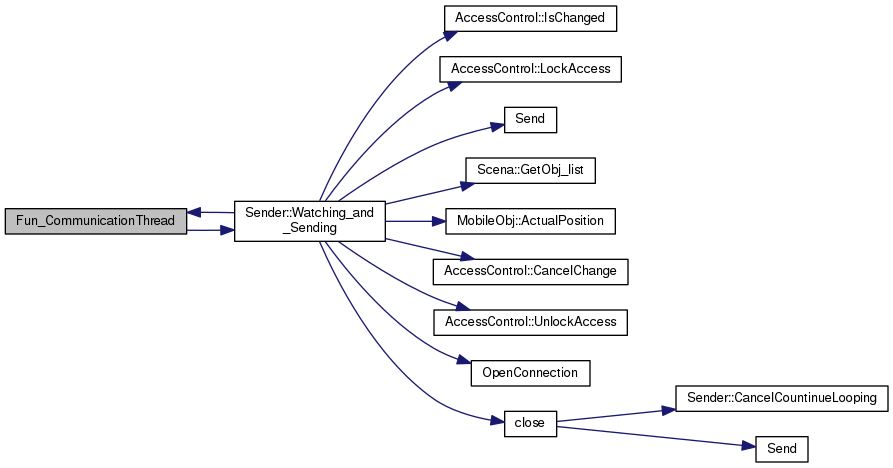 AccessControl::IsChanged
AccessControl::LockAccess
Send
Scena::GetObj_list
Fun_CommunicationThread
Sender::Watching_and
_Sending
MobileObj::ActualPosition
AccessControl::CancelChange
AccessControl::UnlockAccess
OpenConnection
close
Sender::CancelCountinueLooping
Send